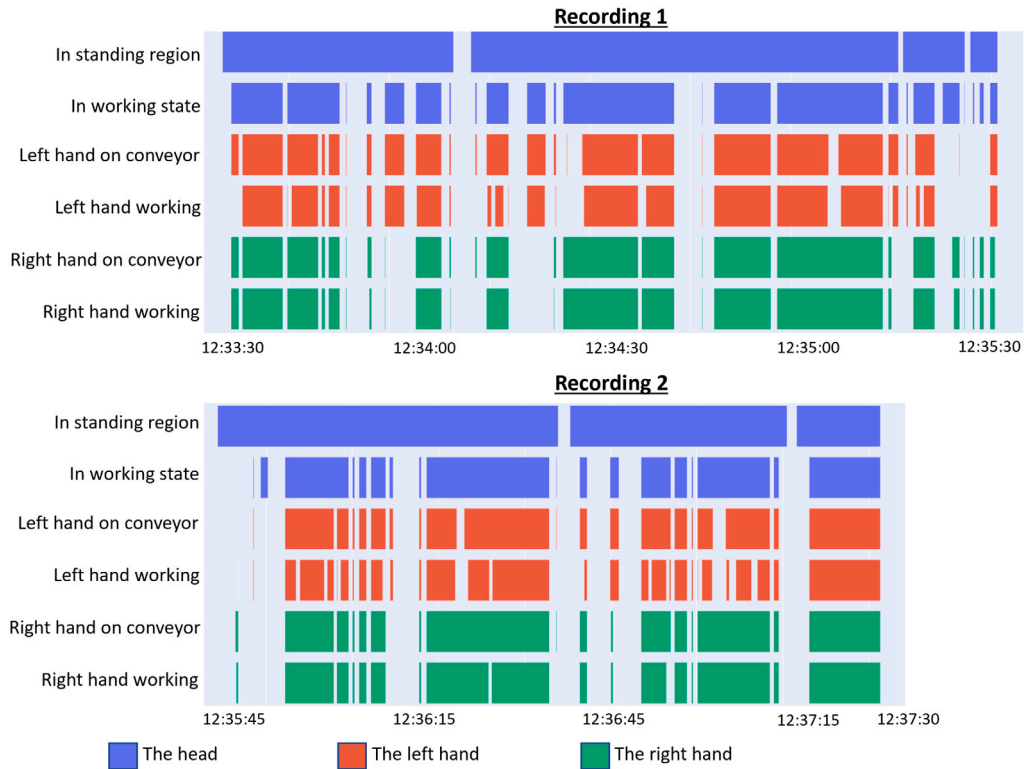 Recording 1
In standing region
In working state
Left hand on conveyor
Left hand working
Right hand on conveyor
Right hand working
12:33:30 12:34:00 12:34:30 12:35:00 12:35:30
Recording 2
In standing region
In working state
Left hand on conveyor
Left hand working
Right hand on conveyor
Right hand working
12:35:45 12:36:15 12:36:45 12:37:15 12:37:30
The head The left hand The right hand